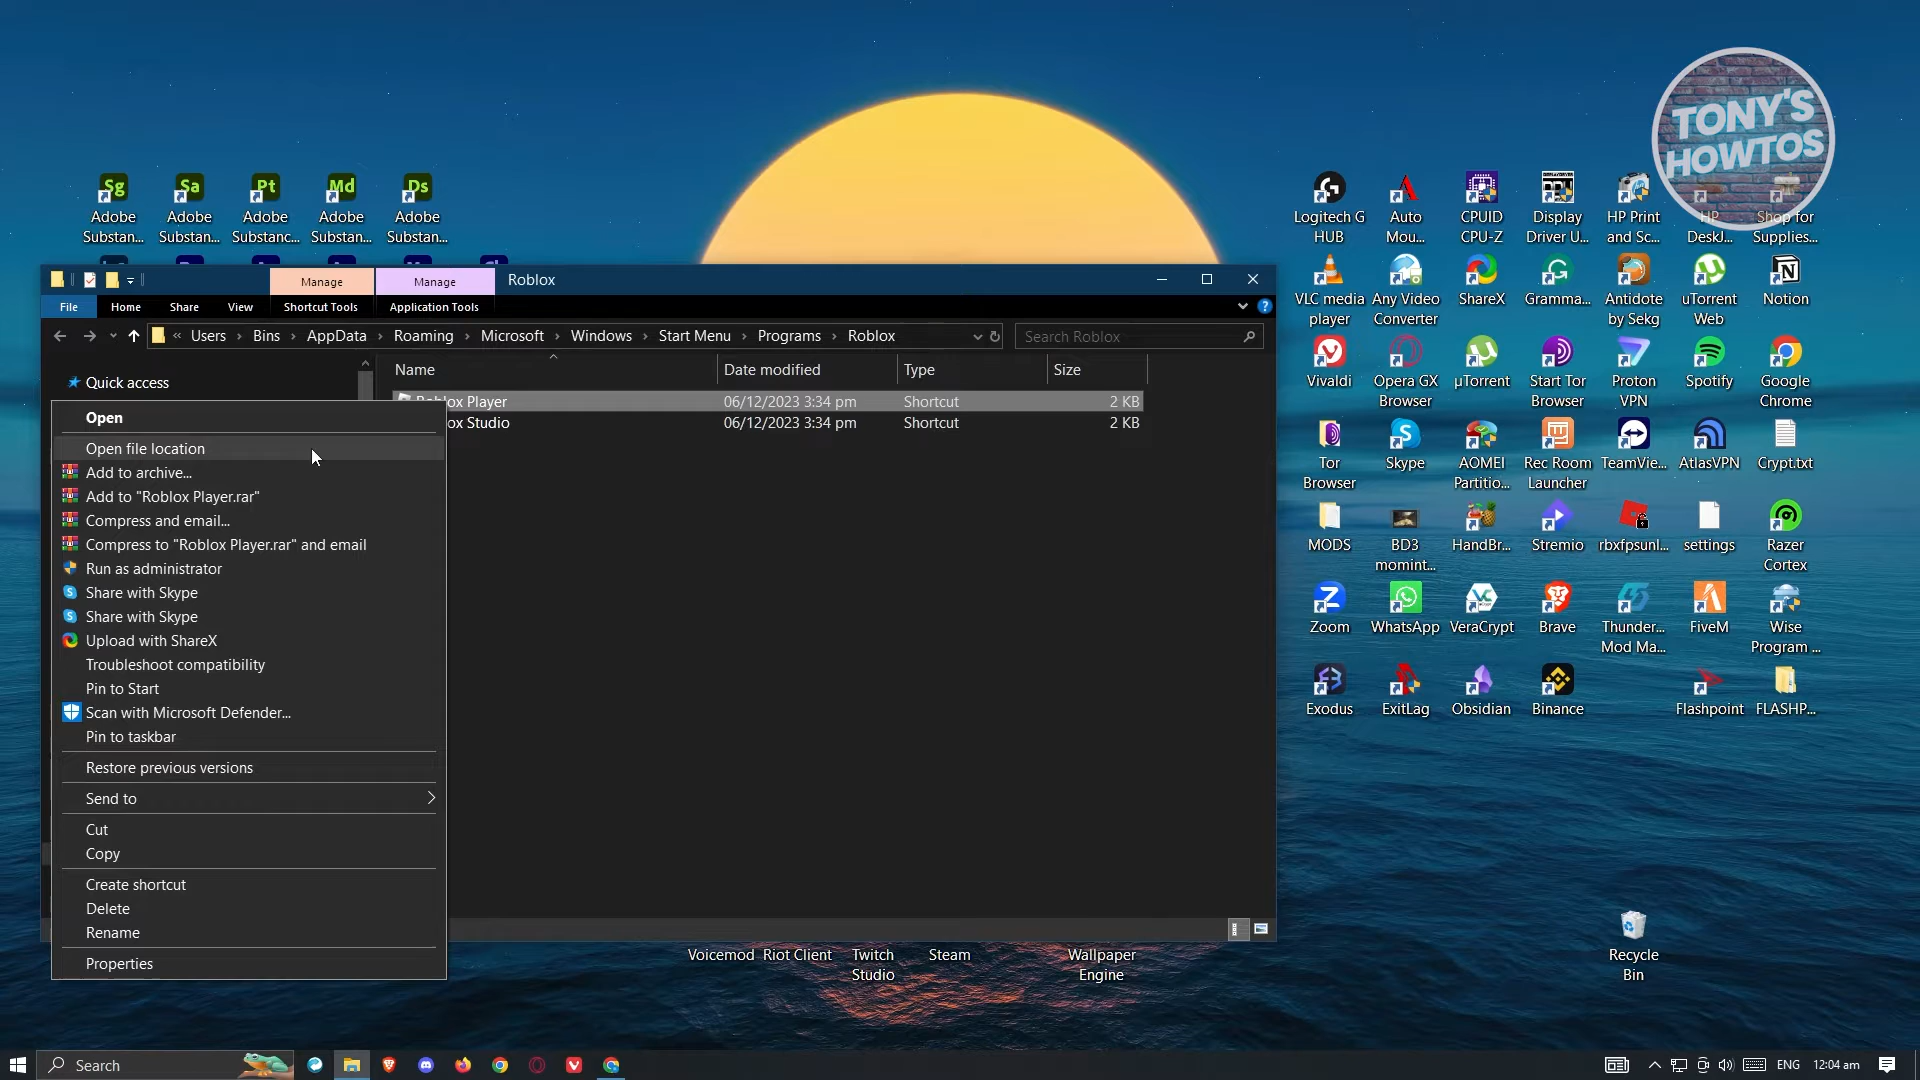 TONY'S
HOWTOS
Sg Sa Pt Md Ds
Adobe Substan... Adobe Substan... Adobe Substanc... Adobe Substan... Adobe Substan...
Logitech G HUB Auto Mou... CPUID CPU-Z Display Driver U... HP Print and Sc... HP DeskJ... Shop for Supplies...
VLC media player Any Video Converter ShareX Gramma... Antidote by Sekg uTorrent Web Notion
Vivaldi Opera GX Browser µTorrent Start Tor Browser Proton VPN Spotify Google Chrome
Tor Browser Skype AOMEI Partitio... Rec Room Launcher TeamVie... AtlasVPN Crypt.txt
MODS BD3 momint... HandBr... Stremio rbxfpsunl... settings Razer Cortex
Zoom WhatsApp VeraCrypt Brave Thunder... Mod Ma... FiveM Wise Program ...
Exodus ExitLag Obsidian Binance Flashpoint FLASHP...
Manage Manage Roblox
File Home Share View Shortcut Tools Application Tools
« Users › Bins › AppData › Roaming › Microsoft › Windows › Start Menu › Programs › Roblox Search Roblox
Quick access
Name Date modified Type Size
Roblox Player 06/12/2023 3:34 pm Shortcut 2 KB
ox Studio 06/12/2023 3:34 pm Shortcut 2 KB
Open
Open file location
Add to archive...
Add to "Roblox Player.rar"
Compress and email...
Compress to "Roblox Player.rar" and email
Run as administrator
Share with Skype
Share with Skype
Upload with ShareX
Troubleshoot compatibility
Pin to Start
Scan with Microsoft Defender...
Pin to taskbar
Restore previous versions
Send to
Cut
Copy
Create shortcut
Delete
Rename
Properties
Voicemod Riot Client Twitch Studio Steam Wallpaper Engine
Recycle Bin
Search
ENG 12:04 am